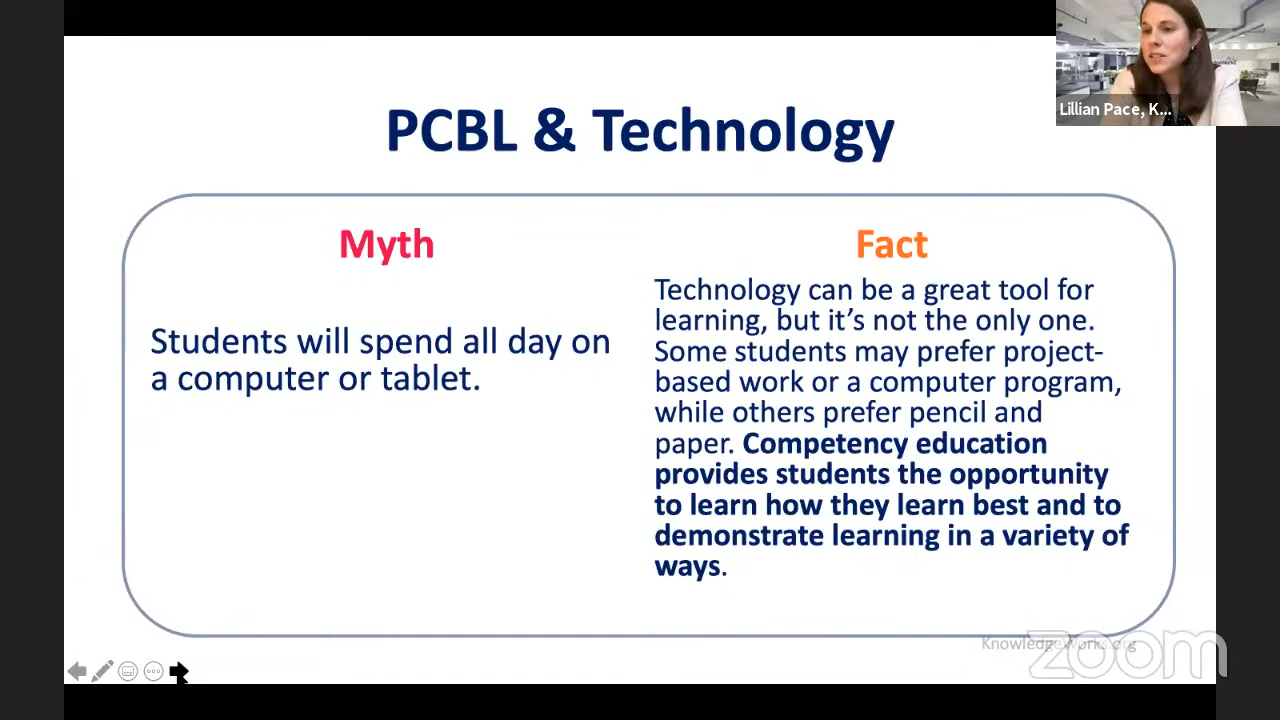 Lillian Pace, K...
PCBL & Technology
Myth
Students will spend all day on
a computer or tablet.
Fact
Technology can be a great tool for
learning, but it’s not the only one.
Some students may prefer project-
based work or a computer program,
while others prefer pencil and
paper. Competency education
provides students the opportunity
to learn how they learn best and to
demonstrate learning in a variety of
ways.
KnowledgeWorks.org
zoom